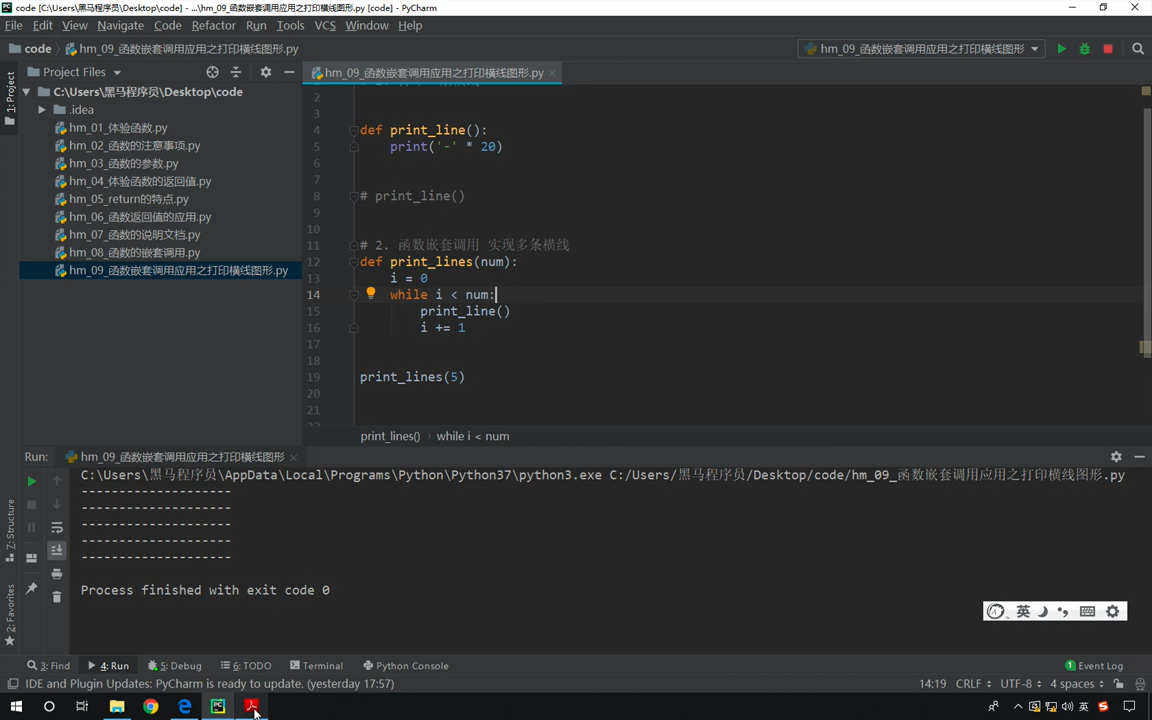 code [C:\Users\黑马程序员\Desktop\code] - ...\hm_09_函数嵌套调用应用之打印横线图形.py [code] - PyCharm
File Edit View Navigate Code Refactor Run Tools VCS Window Help
code hm_09_函数嵌套调用应用之打印横线图形.py
hm_09_函数嵌套调用应用之打印横线图形
1: Project
Project Files
hm_09_函数嵌套调用应用之打印横线图形.py
C:\Users\黑马程序员\Desktop\code
.idea
hm_01_体验函数.py
hm_02_函数的注意事项.py
hm_03_函数的参数.py
hm_04_体验函数的返回值.py
hm_05_return的特点.py
hm_06_函数返回值的应用.py
hm_07_函数的说明文档.py
hm_08_函数的嵌套调用.py
hm_09_函数嵌套调用应用之打印横线图形.py
2
3
4 def print_line():
5 print('-' * 20)
6
7
8 # print_line()
9
10
11 # 2. 函数嵌套调用 实现多条横线
12 def print_lines(num):
13 i = 0
14 while i < num:
15 print_line()
16 i += 1
17
18
19 print_lines(5)
20
21
print_lines() › while i < num
Run: hm_09_函数嵌套调用应用之打印横线图形
C:\Users\黑马程序员\AppData\Local\Programs\Python\Python37\python3.exe C:/Users/黑马程序员/Desktop/code/hm_09_函数嵌套调用应用之打印横线图形.py
--------------------
--------------------
--------------------
--------------------
--------------------
Process finished with exit code 0
Z: Structure
2: Favorites
英
3: Find 4: Run 5: Debug 6: TODO Terminal Python Console 1 Event Log
IDE and Plugin Updates: PyCharm is ready to update. (yesterday 17:57) 14:19 CRLF UTF-8 4 spaces
英